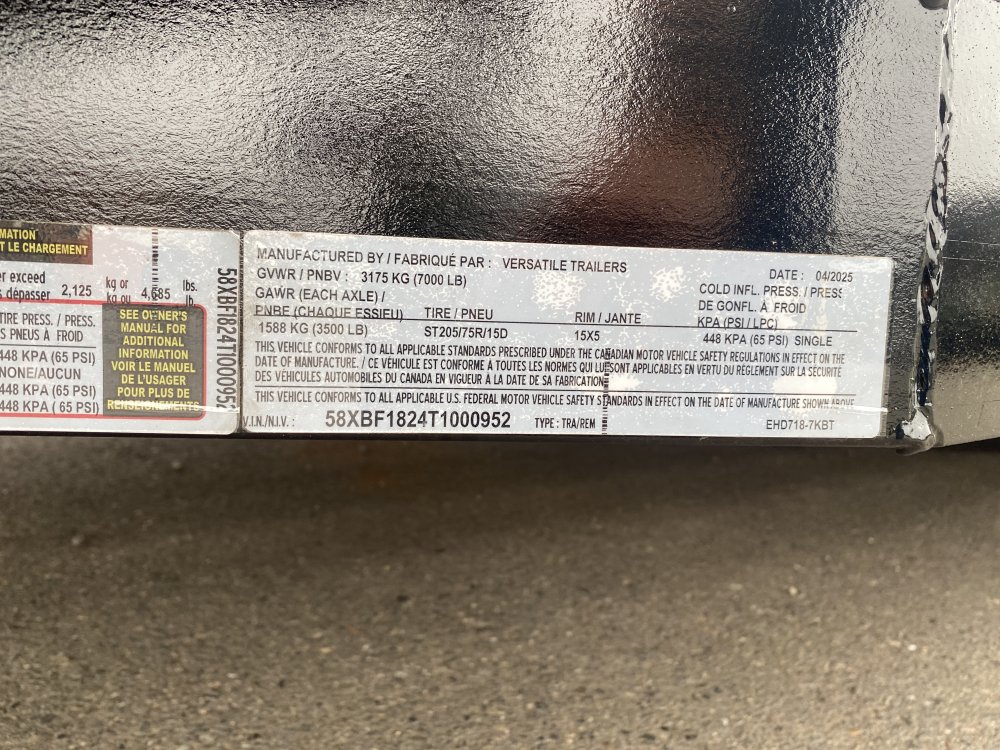 MATION
T LE CHARGEMENT
er exceed
s dépasser 2,125 kg or kg ou 4,685 lbs. lb.
TIRE PRESS. / PRESS.
S PNEUS À FROID
448 KPA (65 PSI)
NONE/AUCUN
448 KPA (65 PSI)
448 KPA ( 65 PSI)
SEE OWNER'S
MANUAL FOR
ADDITIONAL
INFORMATION
VOIR LE MANUEL
DE L'USAGER
POUR PLUS DE
RENSEIGNEMENTS
58XBF1824T1000952
MANUFACTURED BY / FABRIQUÉ PAR : VERSATILE TRAILERS
DATE : 04/2025
GVWR / PNBV : 3175 KG (7000 LB)
GAWR (EACH AXLE) /
PNBE (CHAQUE ESSIEU)
TIRE / PNEU
RIM / JANTE
COLD INFL. PRESS. / PRESS
DE GONFL. À FROID
KPA (PSI / LPC)
1588 KG (3500 LB) ST205/75R/15D 15X5 448 KPA (65 PSI) SINGLE
THIS VEHICLE CONFORMS TO ALL APPLICABLE STANDARDS PRESCRIBED UNDER THE CANADIAN MOTOR VEHICLE SAFETY REGULATIONS IN EFFECT ON THE
DATE OF MANUFACTURE. / CE VÉHICULE EST CONFORME À TOUTES LES NORMES QUI LUI SONT APPLICABLES EN VERTU DU RÈGLEMENT SUR LA SÉCURITÉ
DES VÉHICULES AUTOMOBILES DU CANADA EN VIGUEUR À LA DATE DE SA FABRICATION.
THIS VEHICLE CONFORMS TO ALL APPLICABLE U.S. FEDERAL MOTOR VEHICLE SAFETY STANDARDS IN EFFECT ON THE DATE OF MANUFACTURE SHOWN ABOVE
V.I.N./N.I.V. : 58XBF1824T1000952 TYPE : TRA/REM EHD718-7KBT